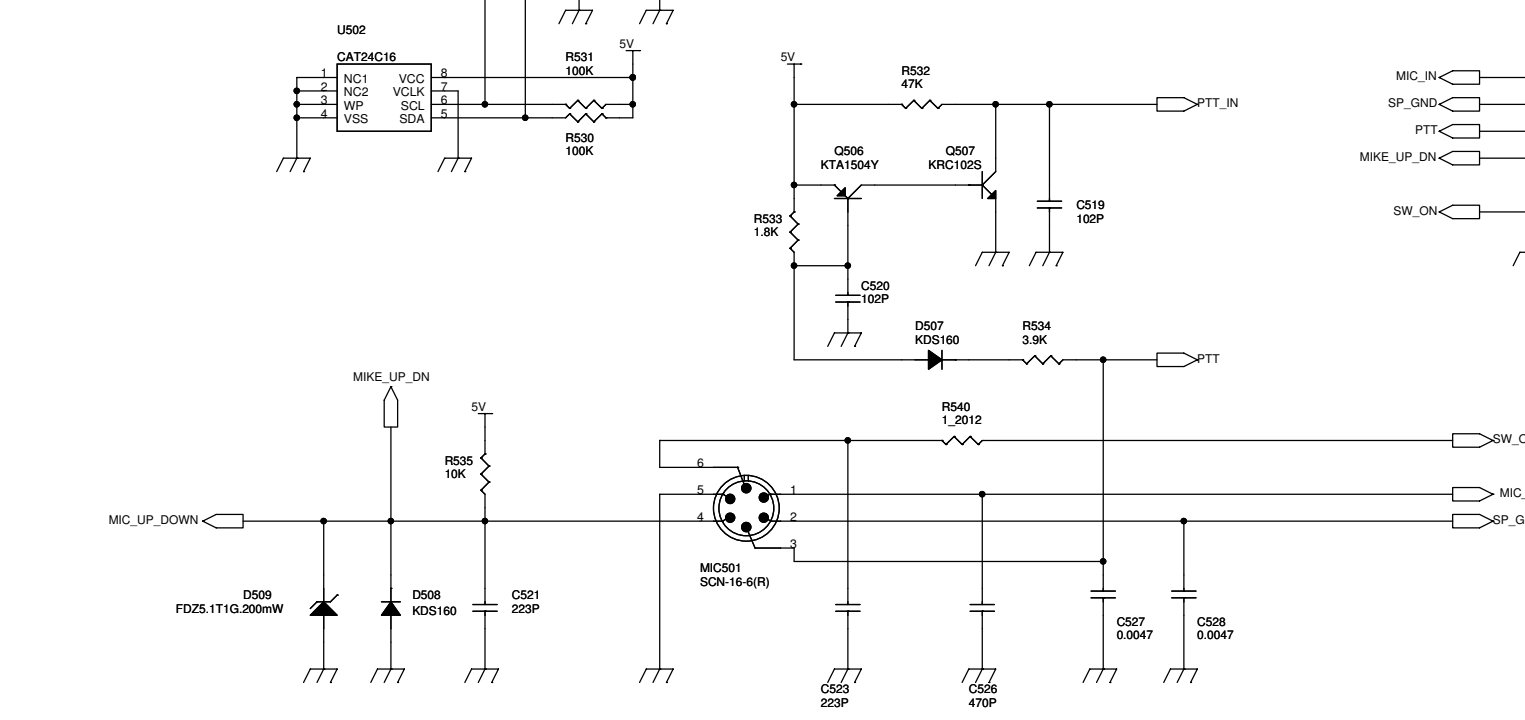 U502
CAT24C16
1 NC1 VCC 8
2 NC2 VCLK 7
3 WP SCL 6
4 VSS SDA 5
5V
R531
100K
R530
100K
5V
R532
47K
PTT_IN
Q506
KTA1504Y
Q507
KRC102S
R533
1.8K
C519
102P
C520
102P
D507
KDS160
R534
3.9K
PTT
MIC_IN
SP_GND
PTT
MIKE_UP_DN
SW_ON
MIKE_UP_DN
5V
R535
10K
MIC_UP_DOWN
D509
FDZ5.1T1G.200mW
D508
KDS160
C521
223P
R540
1_2012
6
5
4
1
2
3
MIC501
SCN-16-6(R)
SW_
MIC_
SP_G
C523
223P
C526
470P
C527
0.0047
C528
0.0047